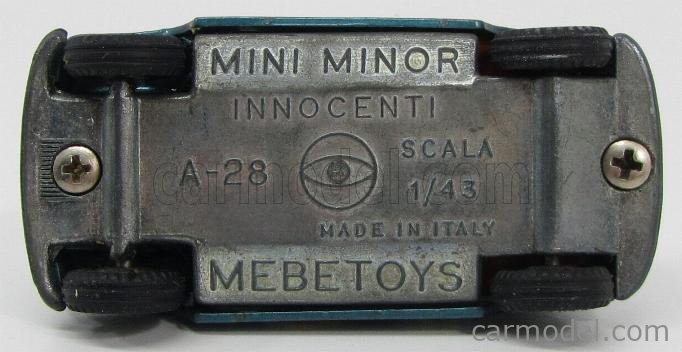 MINI MINOR
INNOCENTI
A-28
SCALA
1/43
MADE IN ITALY
MEBETOYS
carmodel.com
carmodel.com